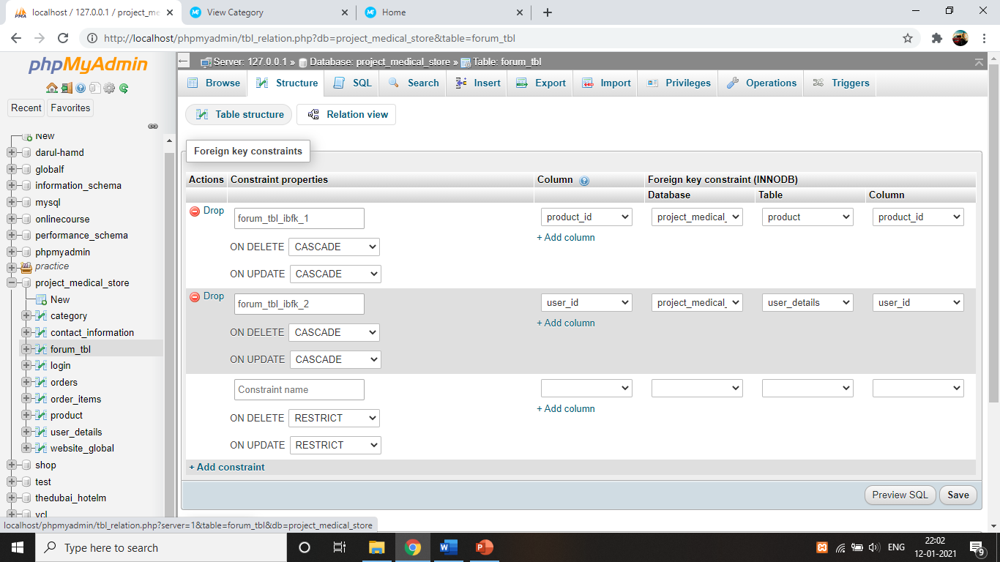 localhost / 127.0.0.1 / project_me
View Category
Home
http://localhost/phpmyadmin/tbl_relation.php?db=project_medical_store&table=forum_tbl
phpMyAdmin
Recent
Favorites
New
darul-hamd
globalf
information_schema
mysql
onlinecourse
performance_schema
phpmyadmin
practice
project_medical_store
New
category
contact_information
forum_tbl
login
orders
order_items
product
user_details
website_global
shop
test
thedubai_hotelm
Server: 127.0.0.1 » Database: project_medical_store » Table: forum_tbl
Browse Structure SQL Search Insert Export Import Privileges Operations Triggers
Table structure Relation view
Foreign key constraints
Actions Constraint properties Column Foreign key constraint (INNODB)
Database Table Column
Drop forum_tbl_ibfk_1 product_id project_medical_ product product_id
+ Add column
ON DELETE CASCADE
ON UPDATE CASCADE
Drop forum_tbl_ibfk_2 user_id project_medical_ user_details user_id
+ Add column
ON DELETE CASCADE
ON UPDATE CASCADE
Constraint name
+ Add column
ON DELETE RESTRICT
ON UPDATE RESTRICT
+ Add constraint
Preview SQL Save
localhost/phpmyadmin/tbl_relation.php?server=1&table=forum_tbl&db=project_medical_store
Type here to search
ENG
22:02
12-01-2021
9